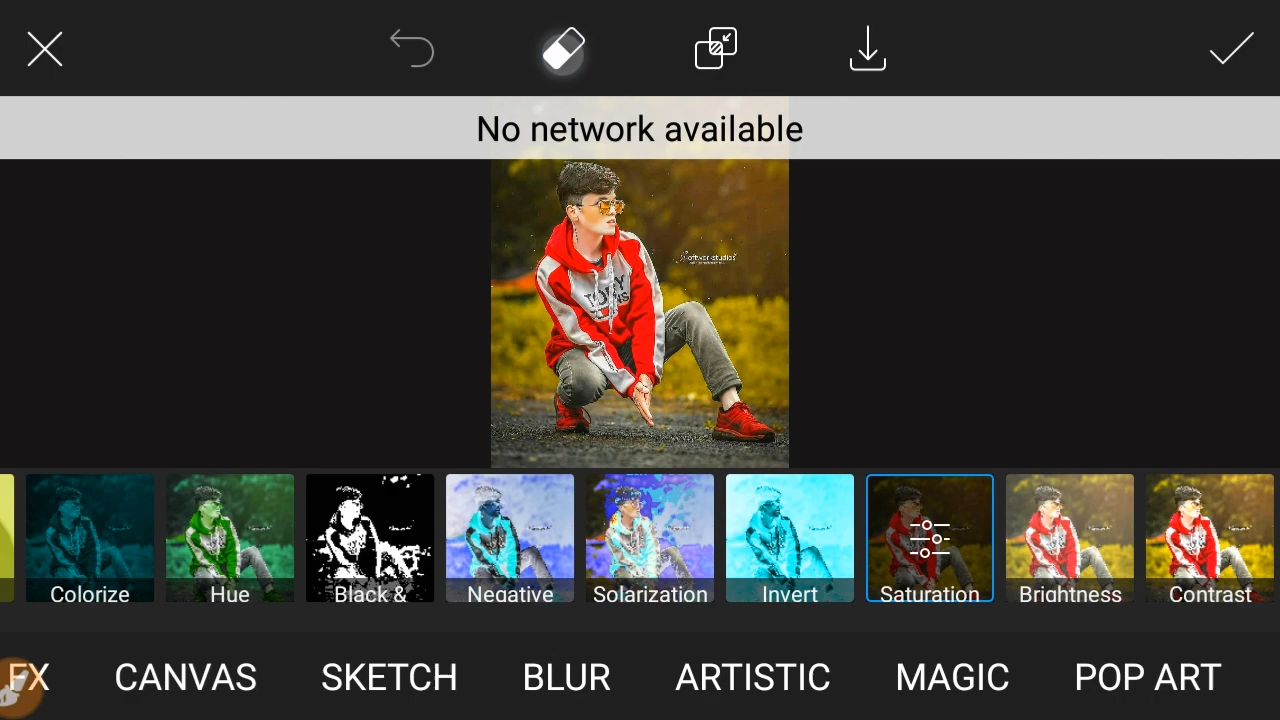 No network available
Softworkstudios
Colorize
Hue
Black &
Negative
Solarization
Invert
Saturation
Brightness
Contrast
FX
CANVAS
SKETCH
BLUR
ARTISTIC
MAGIC
POP ART